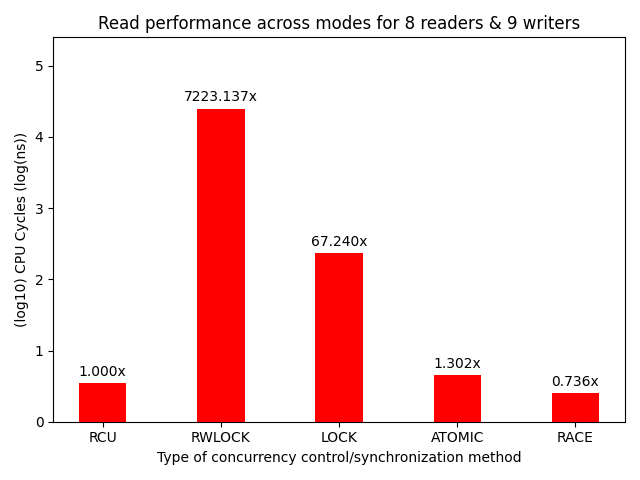 Read performance across modes for 8 readers & 9 writers
(log10) CPU Cycles (log(ns))
5
4
3
2
1
0
1.000x
7223.137x
67.240x
1.302x
0.736x
RCU
RWLOCK
LOCK
ATOMIC
RACE
Type of concurrency control/synchronization method